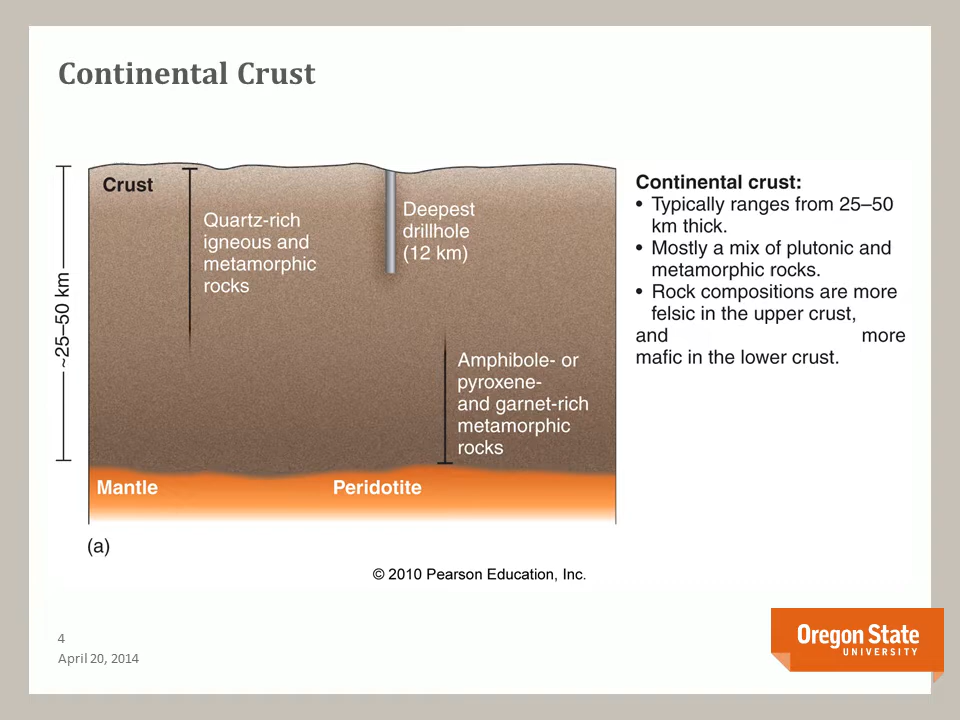 Continental Crust
Crust
Quartz-rich
igneous and
metamorphic
rocks
Deepest
drillhole
(12 km)
~25–50 km
Amphibole- or
pyroxene-
and garnet-rich
metamorphic
rocks
Mantle
Peridotite
(a)
Continental crust:
• Typically ranges from 25–50
km thick.
• Mostly a mix of plutonic and
metamorphic rocks.
• Rock compositions are more
felsic in the upper crust,
and more
mafic in the lower crust.
© 2010 Pearson Education, Inc.
4
April 20, 2014
Oregon State
UNIVERSITY